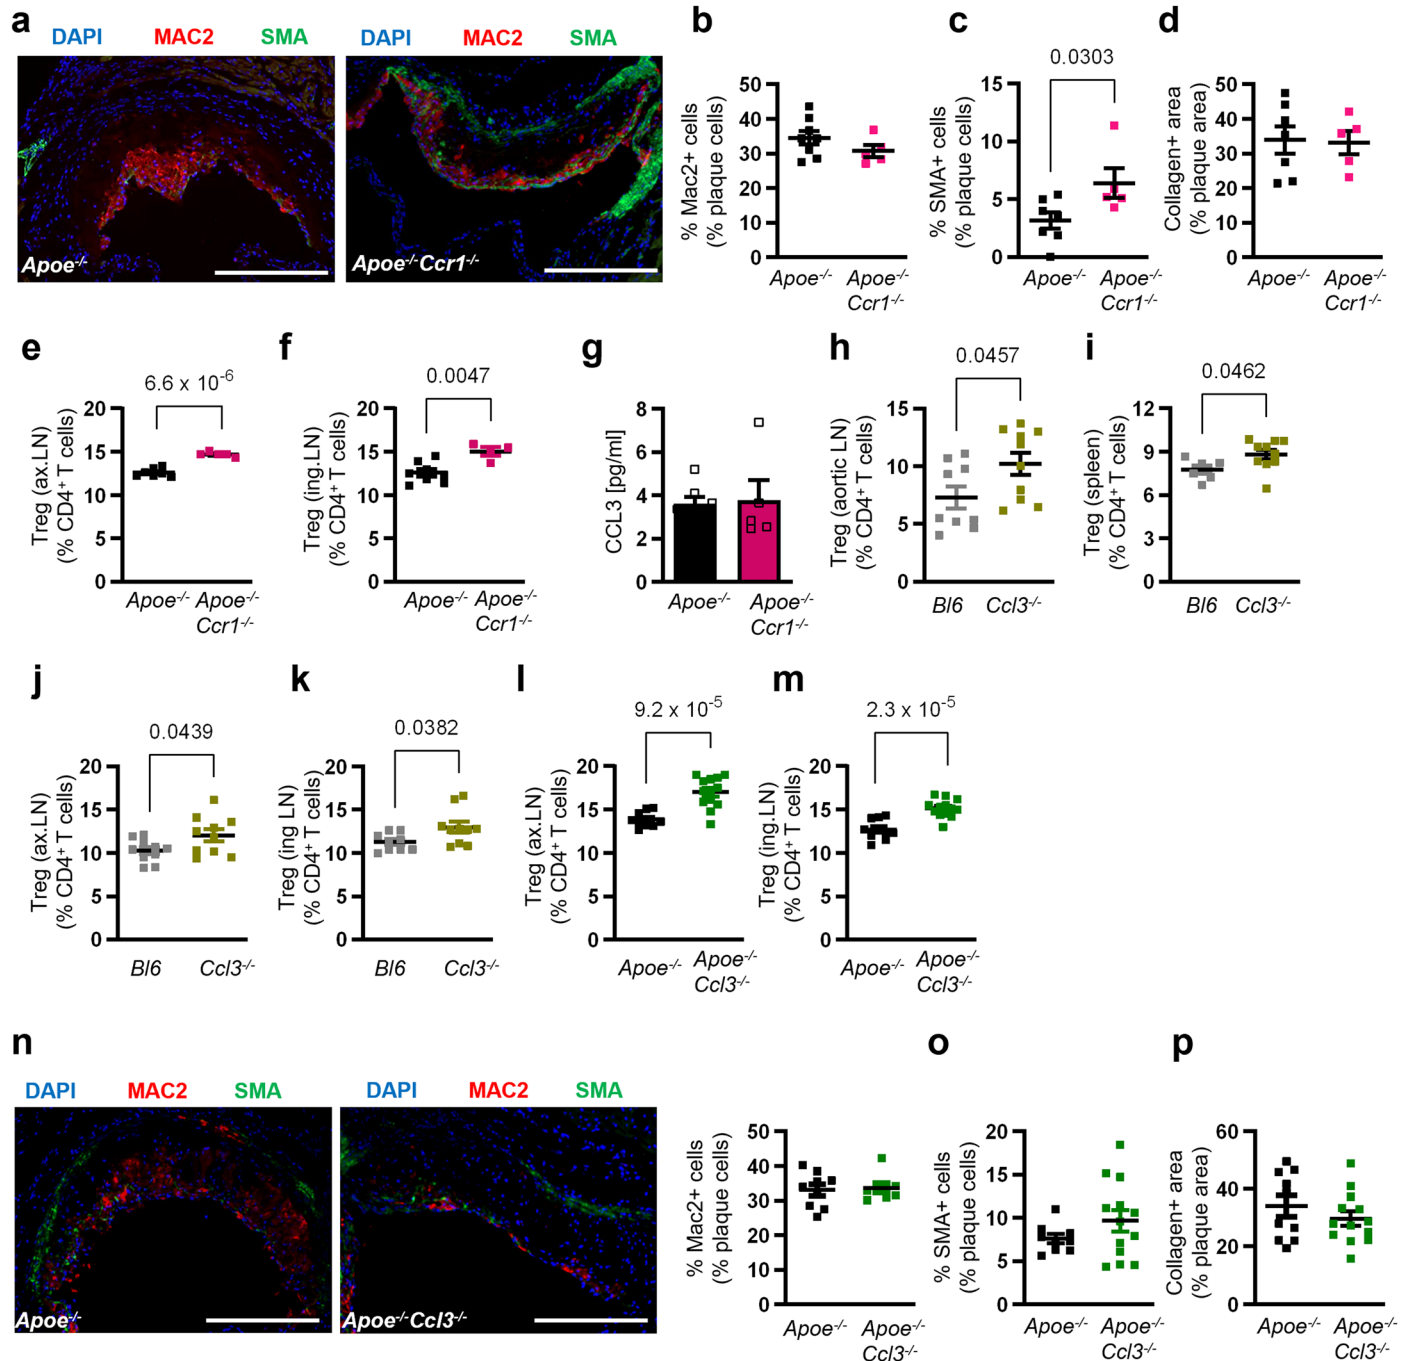 a
DAPI MAC2 SMA
DAPI MAC2 SMA
Apoe-/-
Apoe-/-Ccr1-/-
b
% Mac2+ cells
(% plaque cells)
50
40
30
20
10
0
Apoe-/- Apoe-/-
Ccr1-/-
c
0.0303
% SMA+ cells
(% plaque cells)
15
10
5
0
Apoe-/- Apoe-/-
Ccr1-/-
d
Collagen+ area
(% plaque area)
50
40
30
20
10
0
Apoe-/- Apoe-/-
Ccr1-/-
e
6.6 x 10-6
Treg (ax.LN)
(% CD4+ T cells)
20
15
10
5
0
Apoe-/- Apoe-/-
Ccr1-/-
f
0.0047
Treg (ing.LN)
(% CD4+ T cells)
20
15
10
5
0
Apoe-/- Apoe-/-
Ccr1-/-
g
CCL3 [pg/ml]
8
6
4
2
0
Apoe-/- Apoe-/-
Ccr1-/-
h
0.0457
Treg (aortic LN)
(% CD4+ T cells)
15
10
5
0
Bl6 Ccl3-/-
i
0.0462
Treg (spleen)
(% CD4+ T cells)
12
9
6
3
0
Bl6 Ccl3-/-
j
0.0439
Treg (ax.LN)
(% CD4+ T cells)
20
15
10
5
0
Bl6 Ccl3-/-
k
0.0382
Treg (ing LN)
(% CD4+ T cells)
20
15
10
5
0
Bl6 Ccl3-/-
l
9.2 x 10-5
Treg (ax.LN)
(% CD4+ T cells)
20
15
10
5
0
Apoe-/- Apoe-/-
Ccl3-/-
m
2.3 x 10-5
Treg (ing.LN)
(% CD4+ T cells)
20
15
10
5
0
Apoe-/- Apoe-/-
Ccl3-/-
n
DAPI MAC2 SMA
DAPI MAC2 SMA
Apoe-/-
Apoe-/-Ccl3-/-
% Mac2+ cells
(% plaque cells)
50
40
30
20
10
0
Apoe-/- Apoe-/-
Ccl3-/-
o
% SMA+ cells
(% plaque cells)
20
15
10
5
0
Apoe-/- Apoe-/-
Ccl3-/-
p
Collagen+ area
(% plaque area)
60
40
20
0
Apoe-/- Apoe-/-
Ccl3-/-